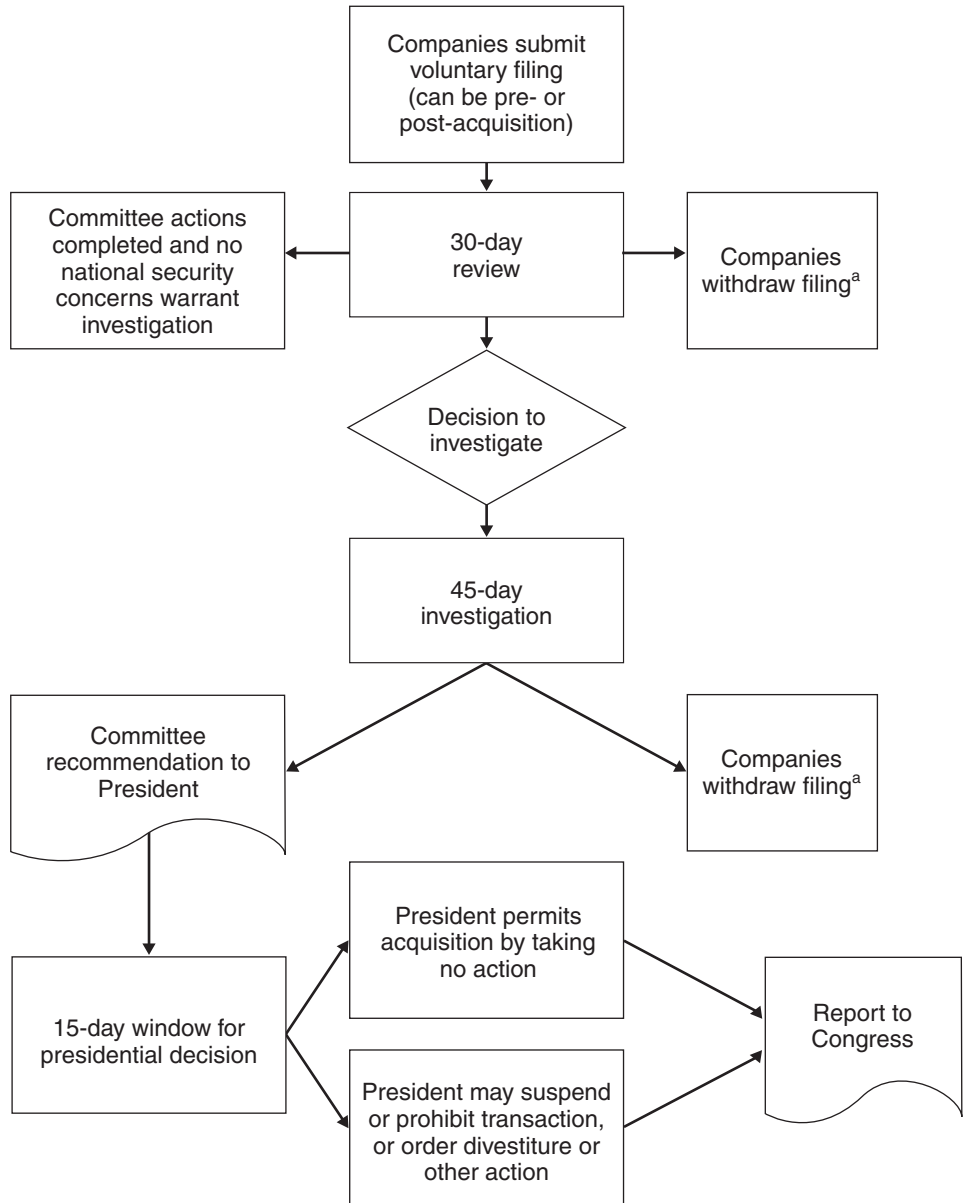 Companies submit
voluntary filing
(can be pre- or
post-acquisition)
Committee actions
completed and no
national security
concerns warrant
investigation
30-day
review
Companies
withdraw filingᵃ
Decision to
investigate
45-day
investigation
Committee
recommendation to
President
Companies
withdraw filingᵃ
President permits
acquisition by taking
no action
15-day window for
presidential decision
Report to
Congress
President may suspend
or prohibit transaction,
or order divestiture or
other action